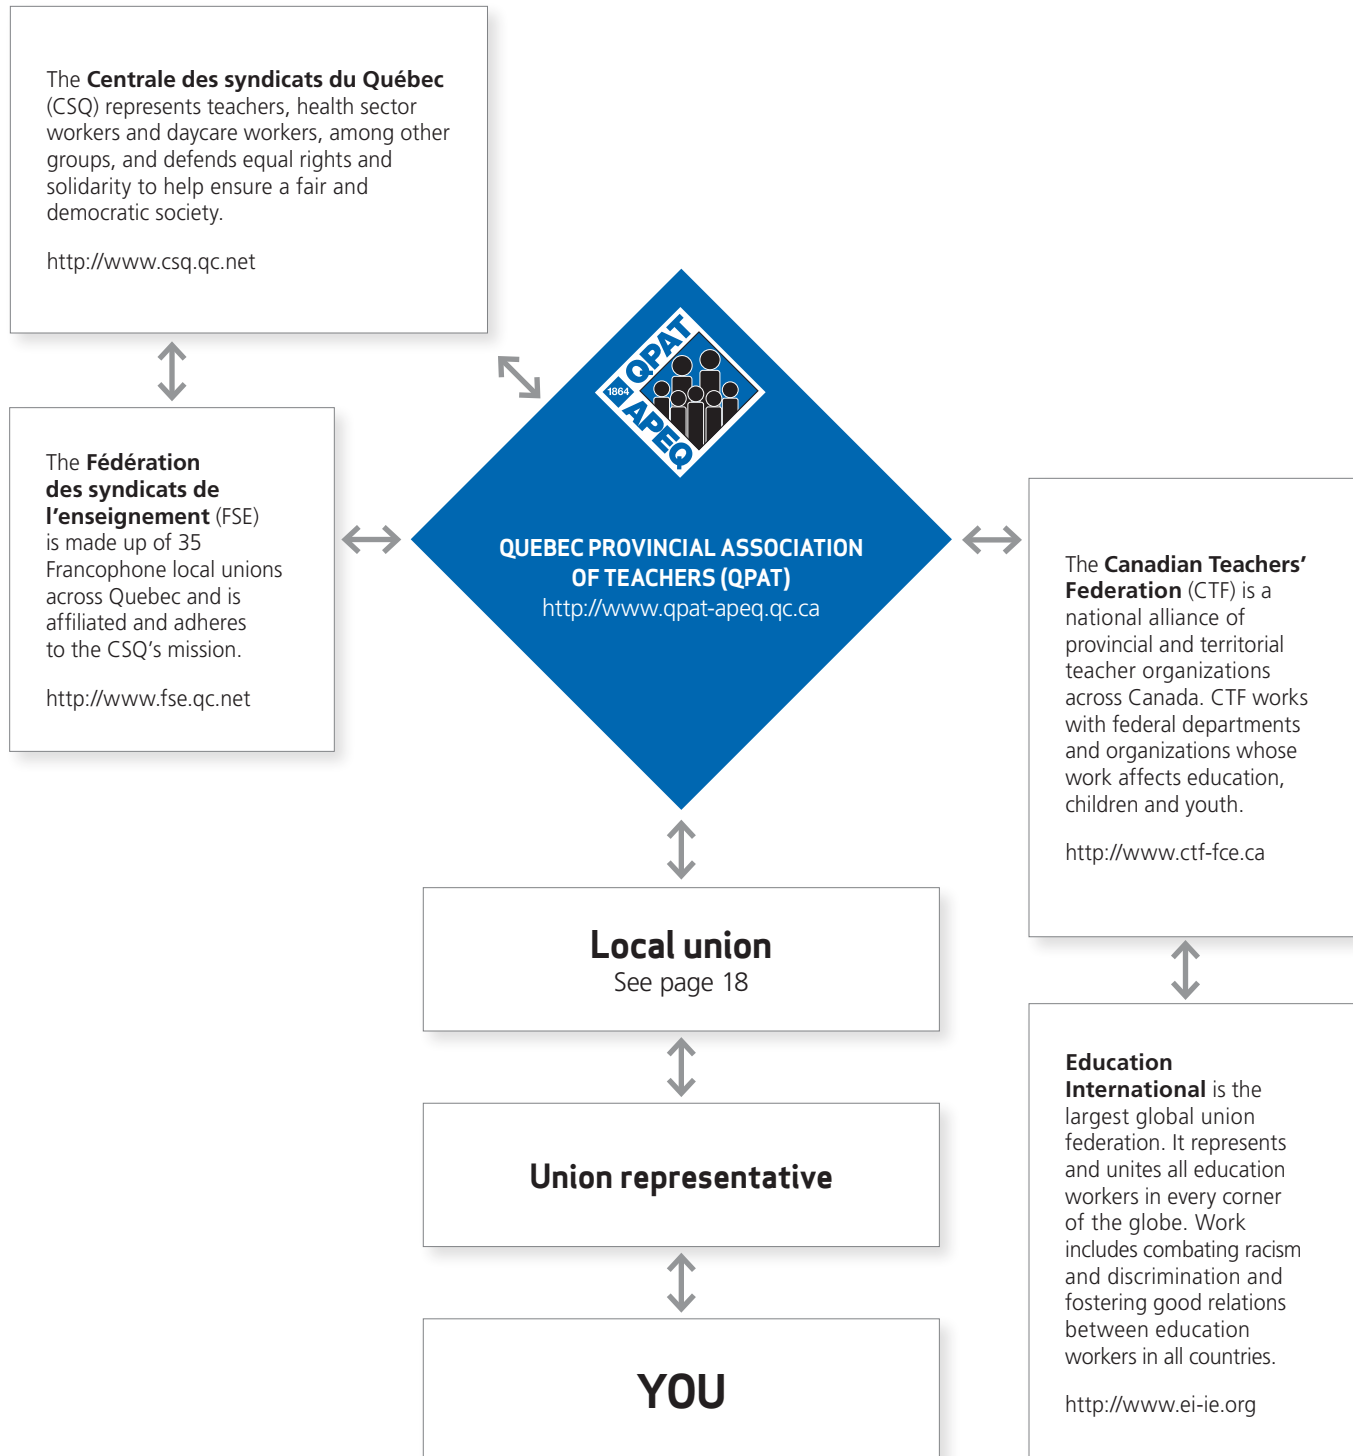 The Centrale des syndicats du Québec
(CSQ) represents teachers, health sector
workers and daycare workers, among other
groups, and defends equal rights and
solidarity to help ensure a fair and
democratic society.
http://www.csq.qc.net
QPAT
1864
APEQ
QUEBEC PROVINCIAL ASSOCIATION
OF TEACHERS (QPAT)
http://www.qpat-apeq.qc.ca
The Fédération
des syndicats de
l’enseignement (FSE)
is made up of 35
Francophone local unions
across Quebec and is
affiliated and adheres
to the CSQ’s mission.
http://www.fse.qc.net
The Canadian Teachers’
Federation (CTF) is a
national alliance of
provincial and territorial
teacher organizations
across Canada. CTF works
with federal departments
and organizations whose
work affects education,
children and youth.
http://www.ctf-fce.ca
Local union
See page 18
Union representative
YOU
Education
International is the
largest global union
federation. It represents
and unites all education
workers in every corner
of the globe. Work
includes combating racism
and discrimination and
fostering good relations
between education
workers in all countries.
http://www.ei-ie.org